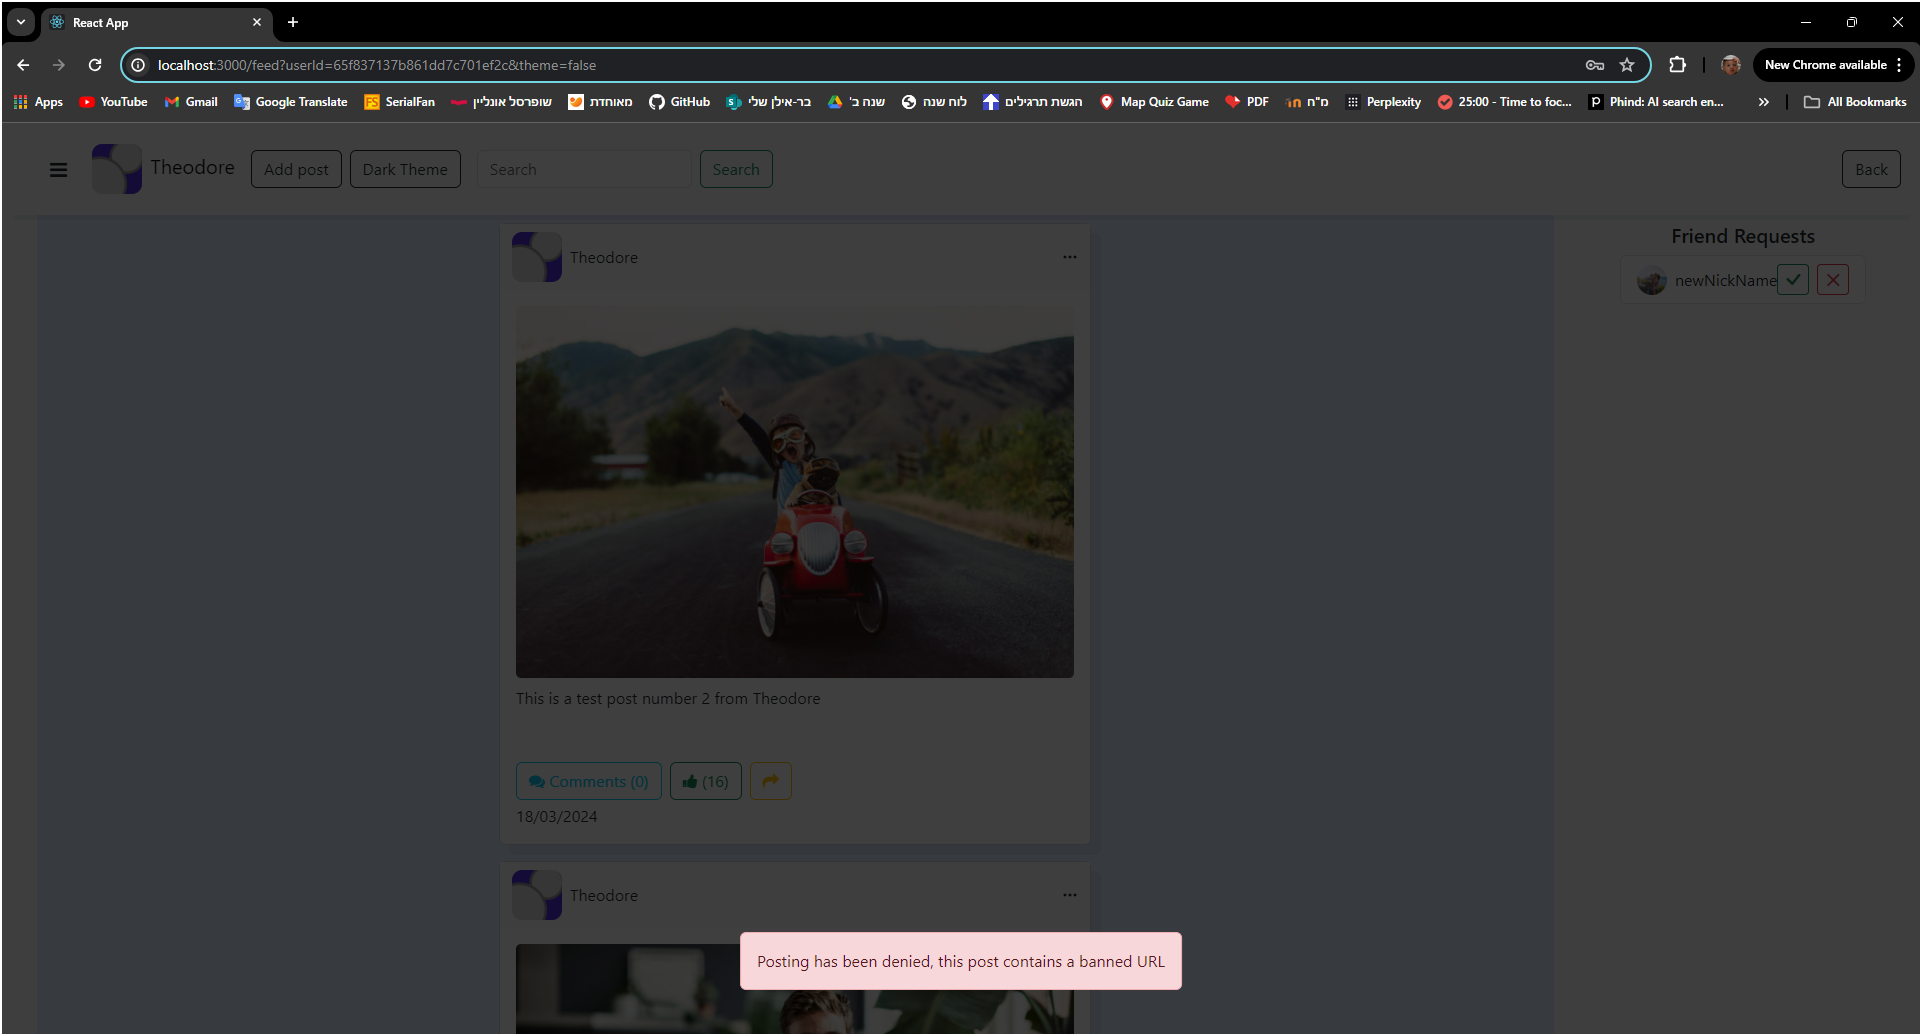 React App
localhost:3000/feed?userId=65f837137b861dd7c701ef2c&theme=false
New Chrome available
Apps YouTube Gmail Google Translate FS SerialFan שופרסל אונליין מאוחדת GitHub בר-אילן שלי שנה ב' לוח שנה הגשת תרגילים Map Quiz Game PDF מ"ח Perplexity 25:00 - Time to foc... Phind: AI search en... » All Bookmarks
Theodore Add post Dark Theme Search Search Back
Friend Requests
newNickName
Theodore
This is a test post number 2 from Theodore
Comments (0) (16)
18/03/2024
Theodore
Posting has been denied, this post contains a banned URL